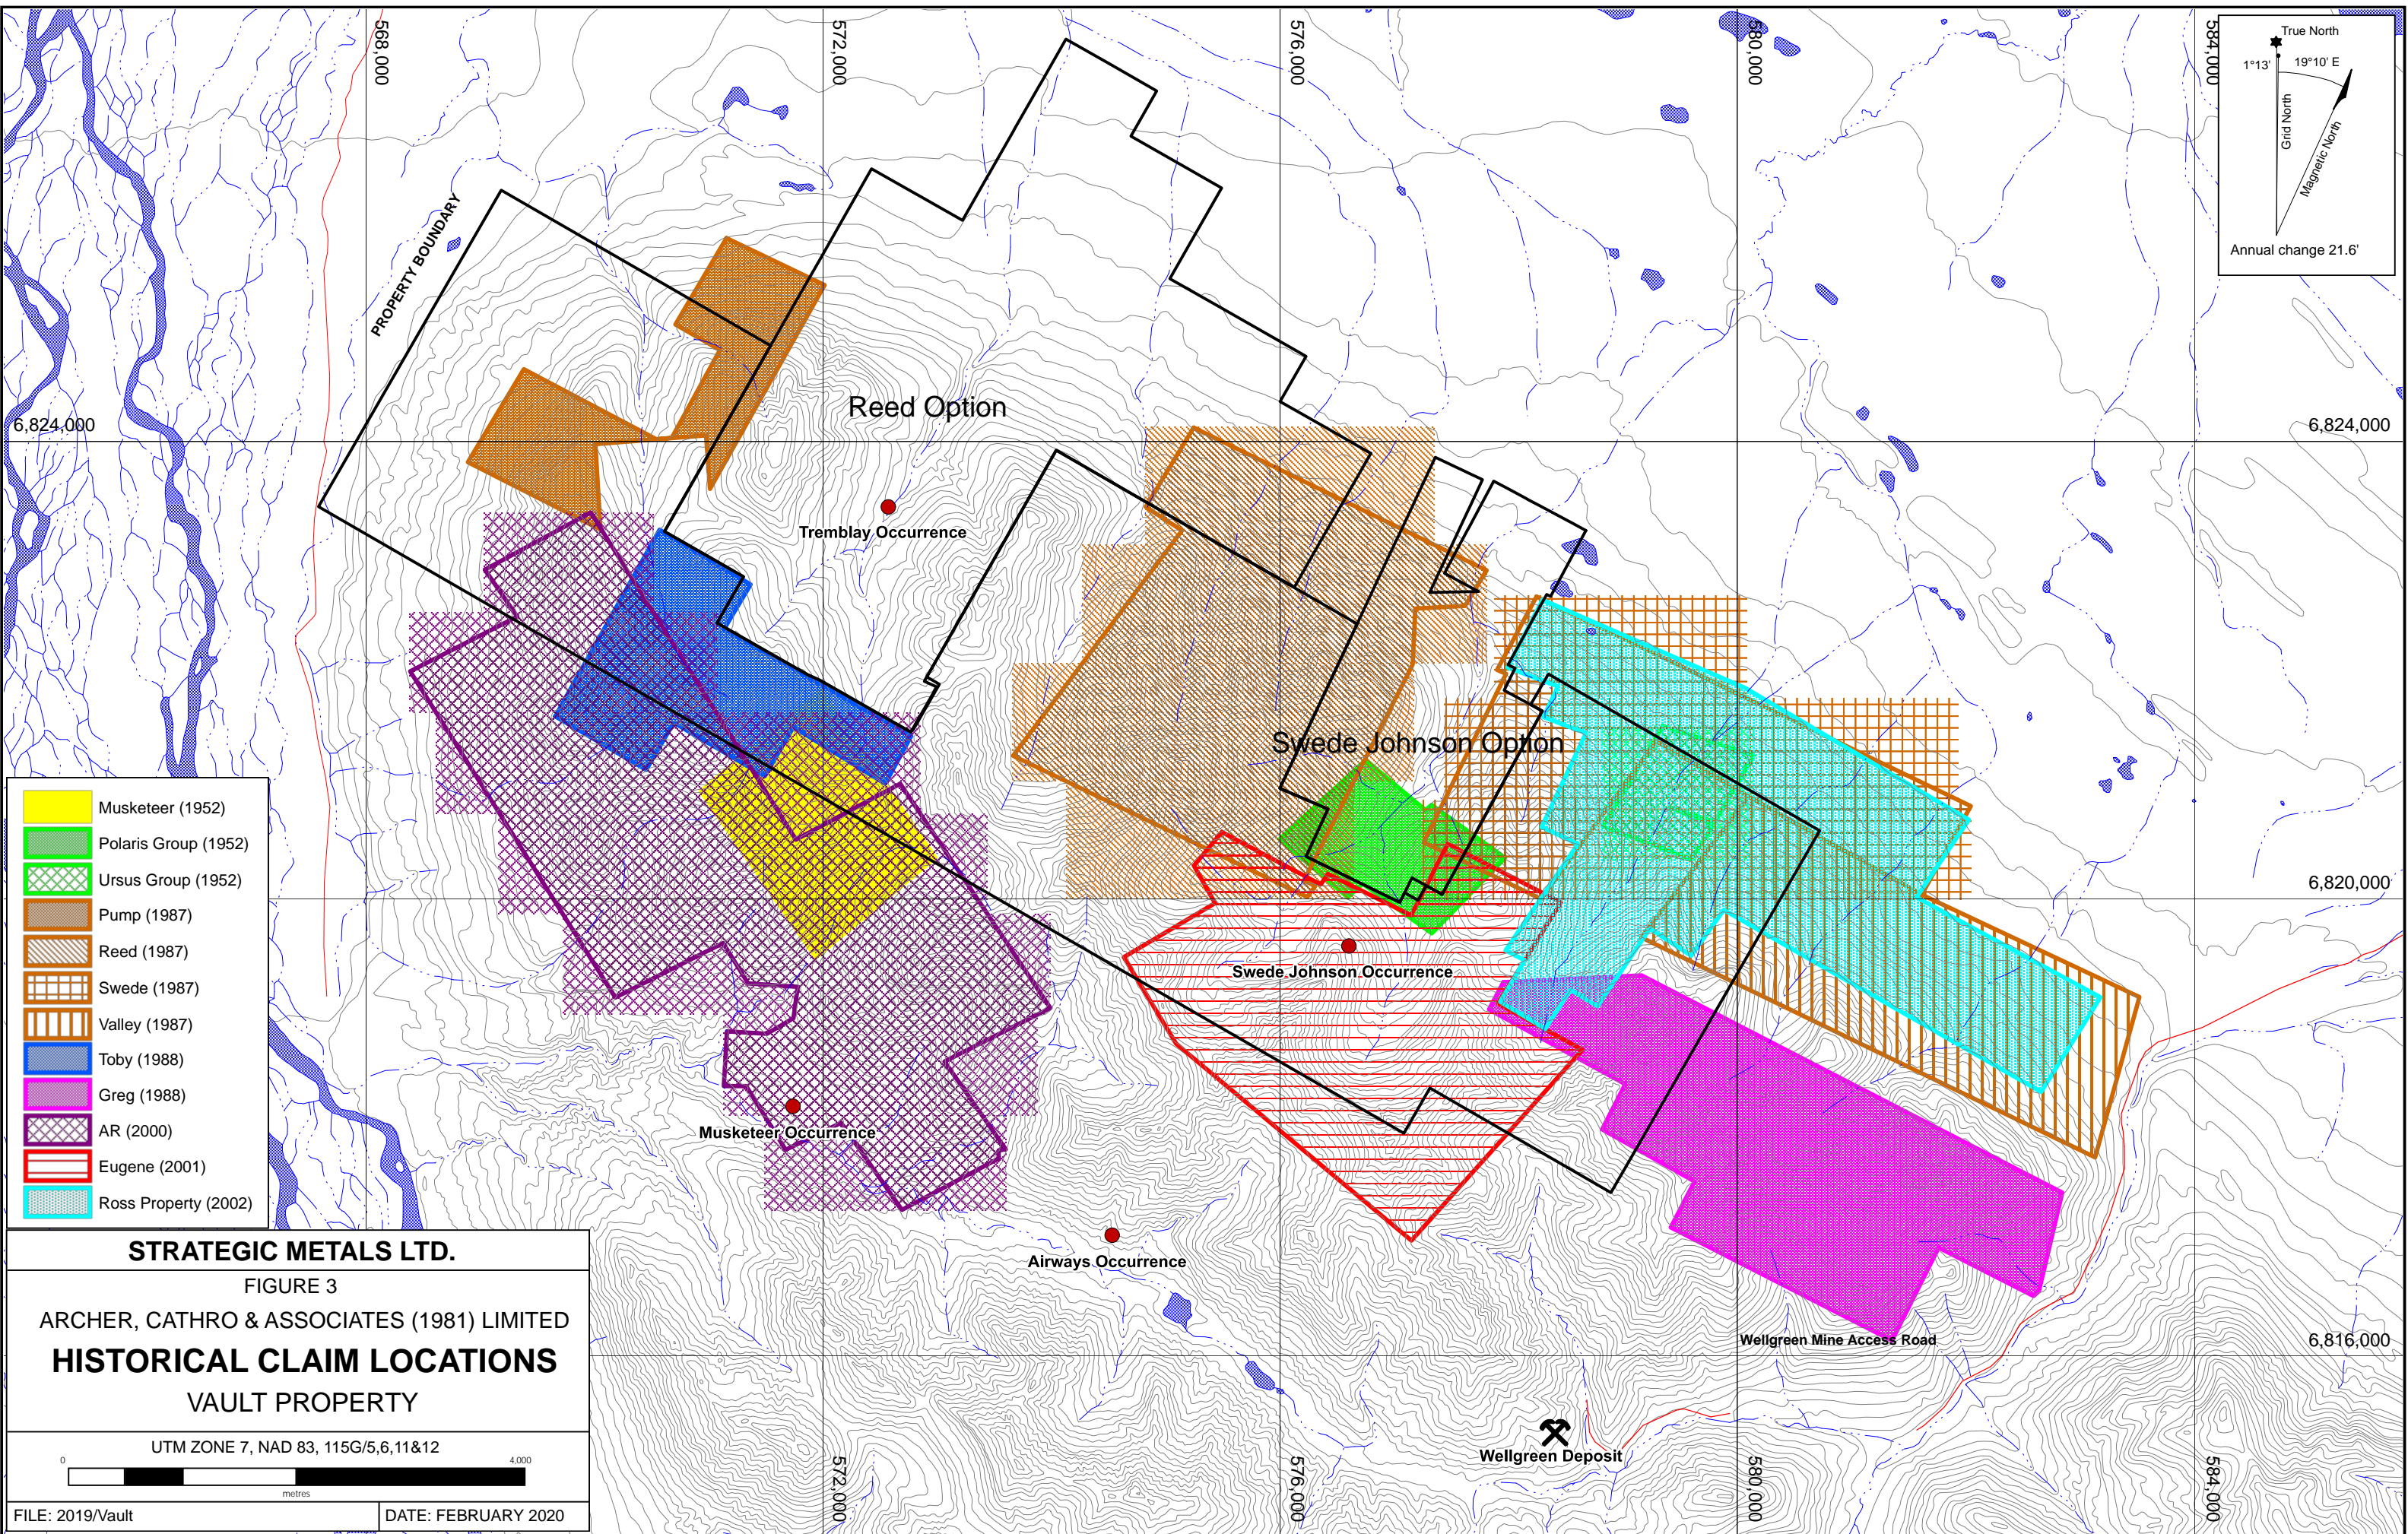 568,000
572,000
576,000
580,000
584,000
True North
1°13'
19°10' E
Grid North
Magnetic North
Annual change 21.6'
PROPERTY BOUNDARY
Reed Option
6,824,000
6,824,000
Tremblay Occurrence
Swede Johnson Option
6,820,000
Swede Johnson Occurrence
Musketeer Occurrence
Airways Occurrence
Wellgreen Mine Access Road
6,816,000
Wellgreen Deposit
572,000
576,000
580,000
584,000
Musketeer (1952)
Polaris Group (1952)
Ursus Group (1952)
Pump (1987)
Reed (1987)
Swede (1987)
Valley (1987)
Toby (1988)
Greg (1988)
AR (2000)
Eugene (2001)
Ross Property (2002)
STRATEGIC METALS LTD.
FIGURE 3
ARCHER, CATHRO & ASSOCIATES (1981) LIMITED
HISTORICAL CLAIM LOCATIONS
VAULT PROPERTY
UTM ZONE 7, NAD 83, 115G/5,6,11&12
0 4,000
metres
FILE: 2019/Vault DATE: FEBRUARY 2020